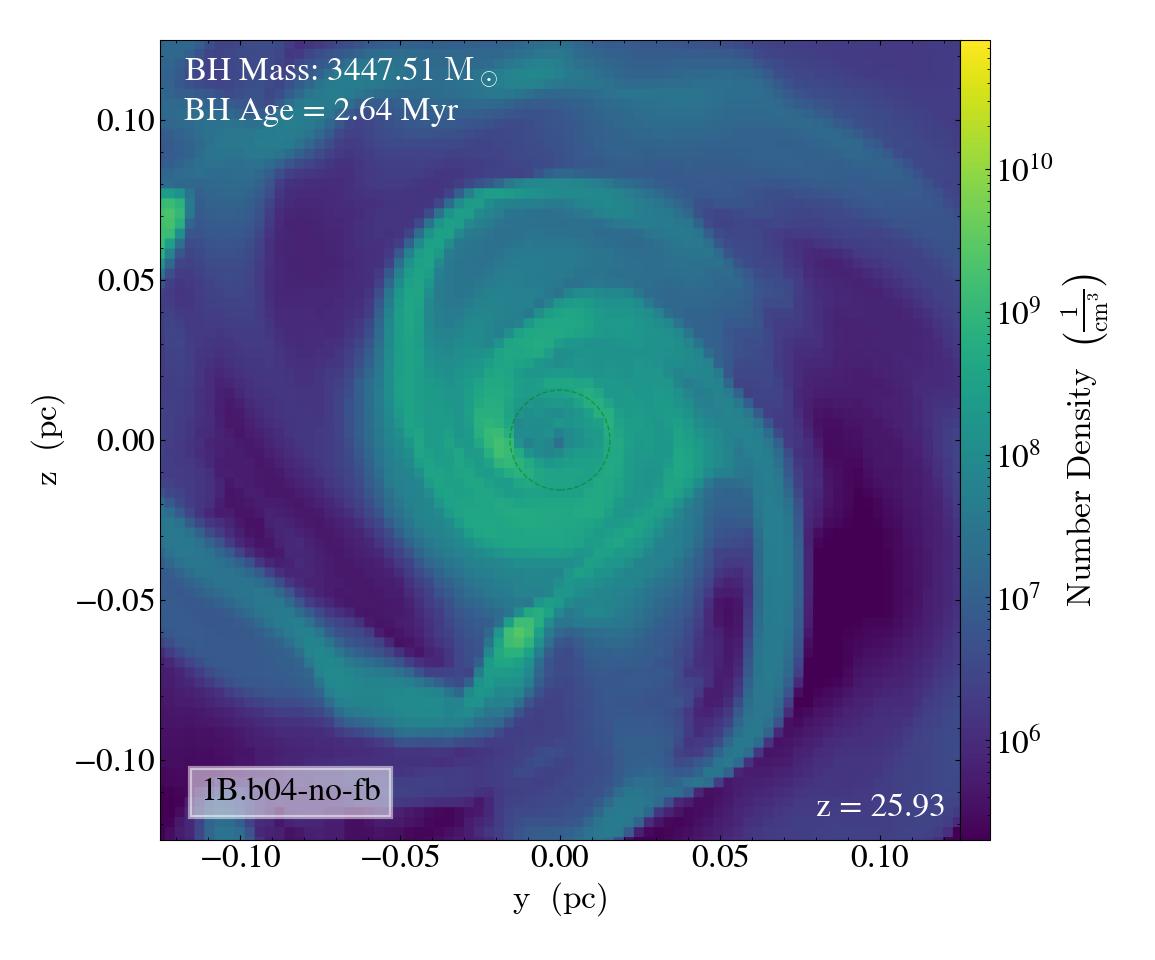 BH Mass: 3447.51 M⊙
BH Age = 2.64 Myr
0.10
0.05
0.00
−0.05
−0.10
z (pc)
1B.b04-no-fb
z = 25.93
−0.10 −0.05 0.00 0.05 0.10
y (pc)
10^10
10^9
10^8
10^7
10^6
Number Density (1/cm^3)